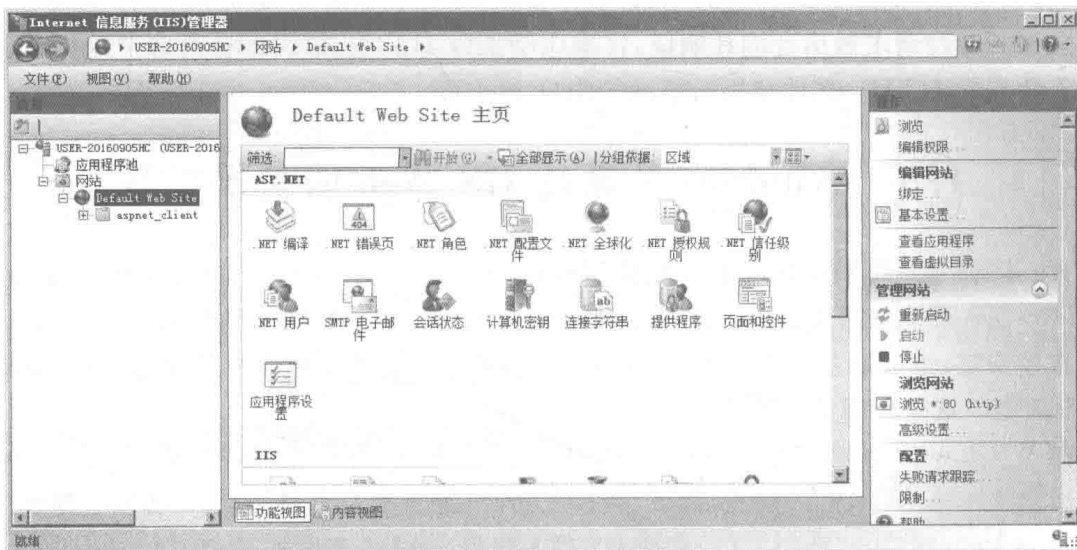 Internet 信息服务(IIS)管理器
USER-20160905HC ▸ 网站 ▸ Default Web Site ▸
文件(F) 视图(V) 帮助(H)
USER-20160905HC (USER-2016
应用程序池
网站
Default Web Site
aspnet_client
Default Web Site 主页
筛选: 开始(G) 全部显示(A) | 分组依据: 区域
ASP.NET
.NET 编译
.NET 错误页
.NET 角色
.NET 配置文件
.NET 全球化
.NET 授权规则
.NET 信任级别
.NET 用户
SMTP 电子邮件
会话状态
计算机密钥
连接字符串
提供程序
页面和控件
应用程序设置
IIS
功能视图 内容视图
操作
浏览
编辑权限...
编辑网站
绑定...
基本设置...
查看应用程序
查看虚拟目录
管理网站
重新启动
启动
停止
浏览网站
浏览 *:80 (http)
高级设置...
配置
失败请求跟踪...
限制...
帮助
就绪